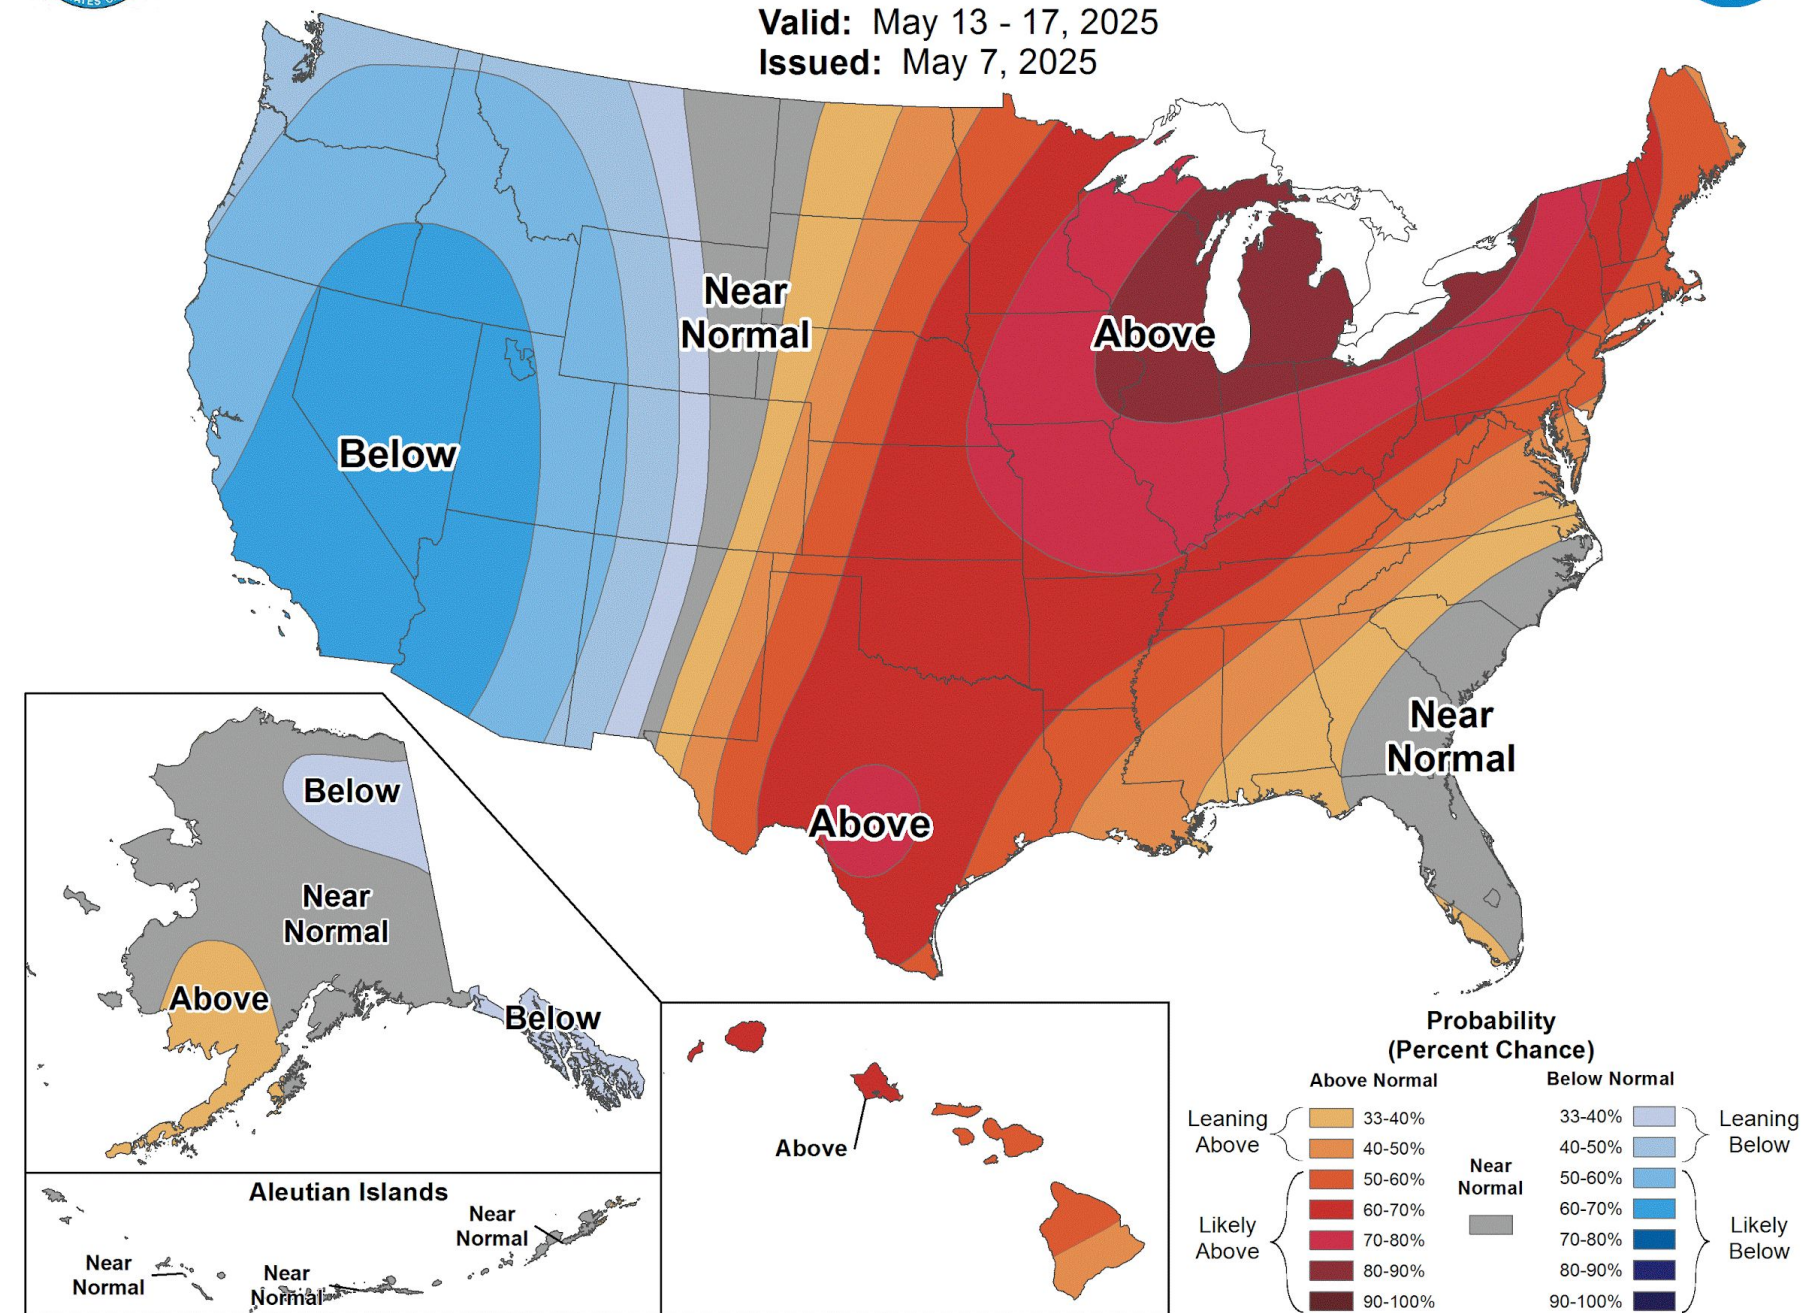 Valid: May 13 - 17, 2025
Issued: May 7, 2025
Near
Normal
Above
Below
Near
Normal
Above
Below
Near
Normal
Above
Below
Above
Aleutian Islands
Near
Normal
Near
Normal
Near
Normal
Probability
(Percent Chance)
Above Normal
Below Normal
Leaning
Above
33-40%
40-50%
Likely
Above
50-60%
60-70%
70-80%
80-90%
90-100%
Near
Normal
33-40%
40-50%
Leaning
Below
50-60%
60-70%
70-80%
80-90%
90-100%
Likely
Below